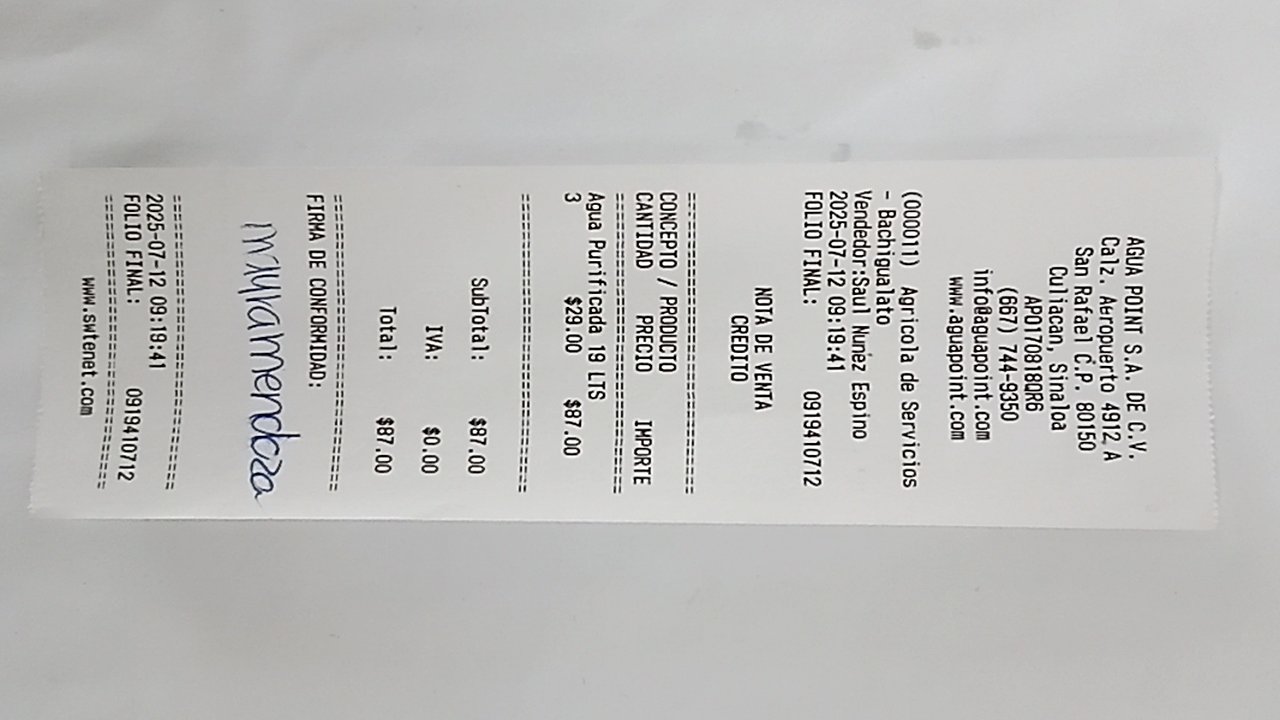 AGUA POINT S.A. DE C.V.
Calz. Aeropuerto 4912 A
San Rafael C.P. 80150
Culiacan, Sinaloa
APO170818QR6
(667) 744-9350
info@aguapoint.com
www.aguapoint.com
(000011) Agricola de Servicios
- Bachigualato
Vendedor:Saul Nunez Espino
2025-07-12 09:19:41
FOLIO FINAL: 0919410712
NOTA DE VENTA
CREDITO
==============================
CONCEPTO / PRODUCTO
CANTIDAD PRECIO IMPORTE
==============================
Agua Purificada 19 LTS
3 $29.00 $87.00
==============================
SubTotal: $87.00
IVA: $0.00
Total: $87.00
==============================
FIRMA DE CONFORMIDAD:
mayramendoza
==============================
2025-07-12 09:19:41
FOLIO FINAL: 0919410712
==============================
www.swtenet.com